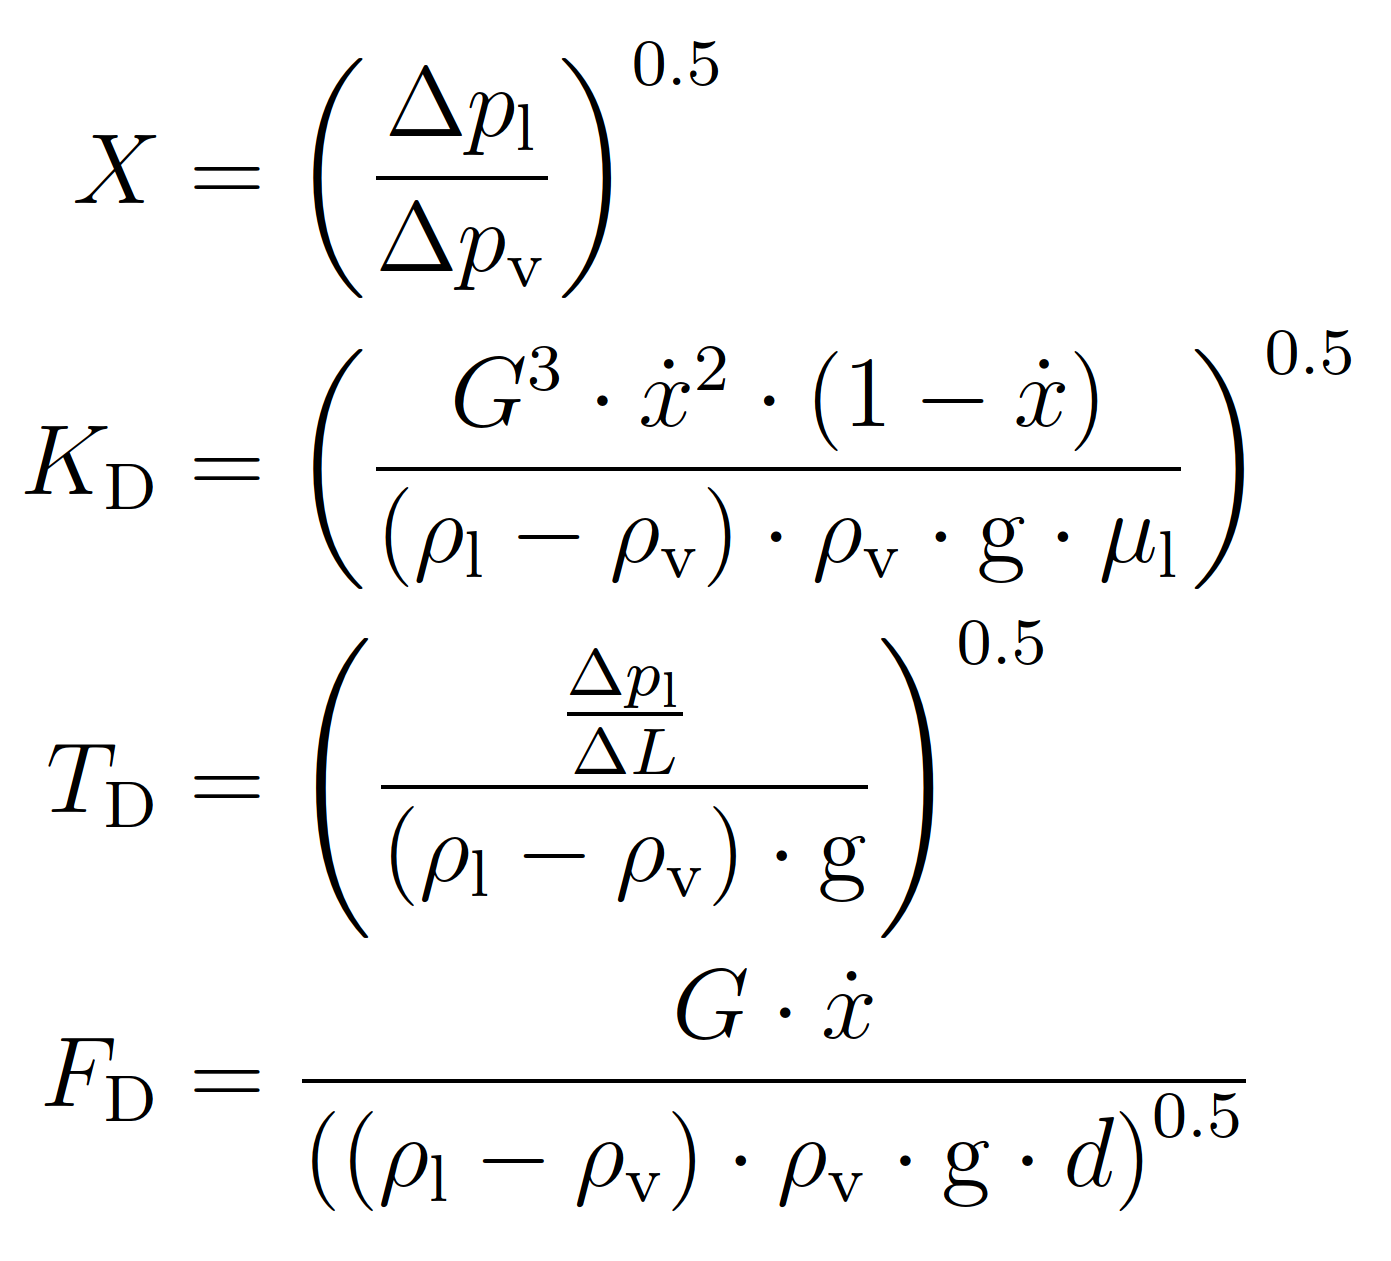 X = (Δp_l / Δp_v)^0.5
K_D = (G^3 · ẋ^2 · (1 − ẋ) / ((ρ_l − ρ_v) · ρ_v · g · μ_l))^0.5
T_D = ((Δp_l / ΔL) / ((ρ_l − ρ_v) · g))^0.5
F_D = G · ẋ / ((ρ_l − ρ_v) · ρ_v · g · d)^0.5